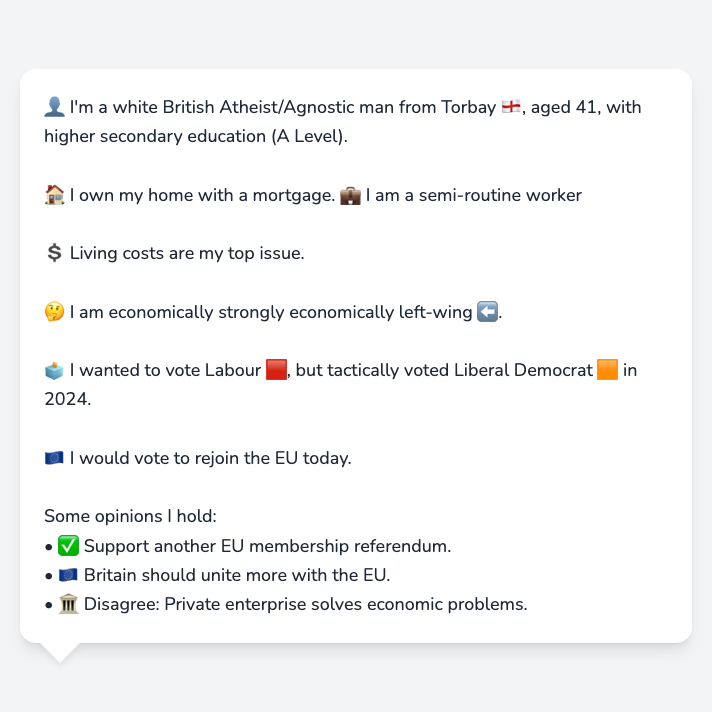 👤 I'm a white British Atheist/Agnostic man from Torbay 🏴󠁧󠁢󠁥󠁮󠁧󠁿, aged 41, with
higher secondary education (A Level).
🏠 I own my home with a mortgage. 💼 I am a semi-routine worker
💲 Living costs are my top issue.
🤔 I am economically strongly economically left-wing ⬅️.
🗳️ I wanted to vote Labour 🟥, but tactically voted Liberal Democrat 🟧 in
2024.
🇪🇺 I would vote to rejoin the EU today.
Some opinions I hold:
• ✅ Support another EU membership referendum.
• 🇪🇺 Britain should unite more with the EU.
• 🏛️ Disagree: Private enterprise solves economic problems.